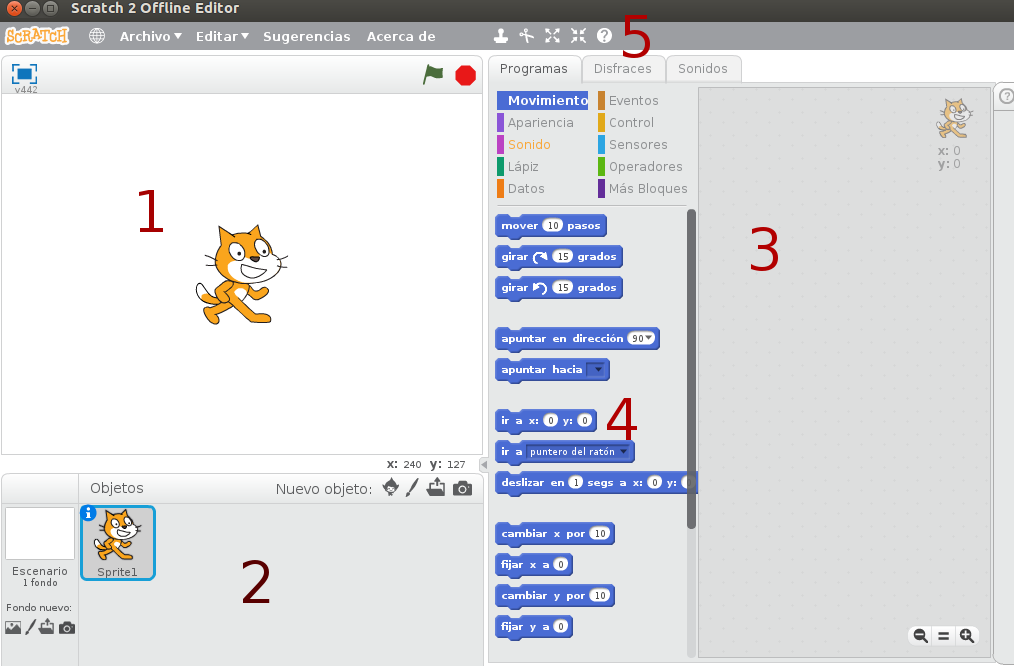 Scratch 2 Offline Editor
SCRATCH Archivo Editar Sugerencias Acerca de ? 5
v442
Programas Disfraces Sonidos
?
Movimiento Eventos
Apariencia Control
Sonido Sensores
Lápiz Operadores
Datos Más Bloques
x: 0
y: 0
1
3
mover 10 pasos
girar 15 grados
girar 15 grados
apuntar en dirección 90
apuntar hacia
ir a x: 0 y: 0
4
ir a puntero del ratón
deslizar en 1 segs a x: 0 y: 0
cambiar x por 10
fijar x a 0
cambiar y por 10
fijar y a 0
x: 240 y: 127
Objetos Nuevo objeto:
i
Sprite1
Escenario
1 fondo
Fondo nuevo:
2
=